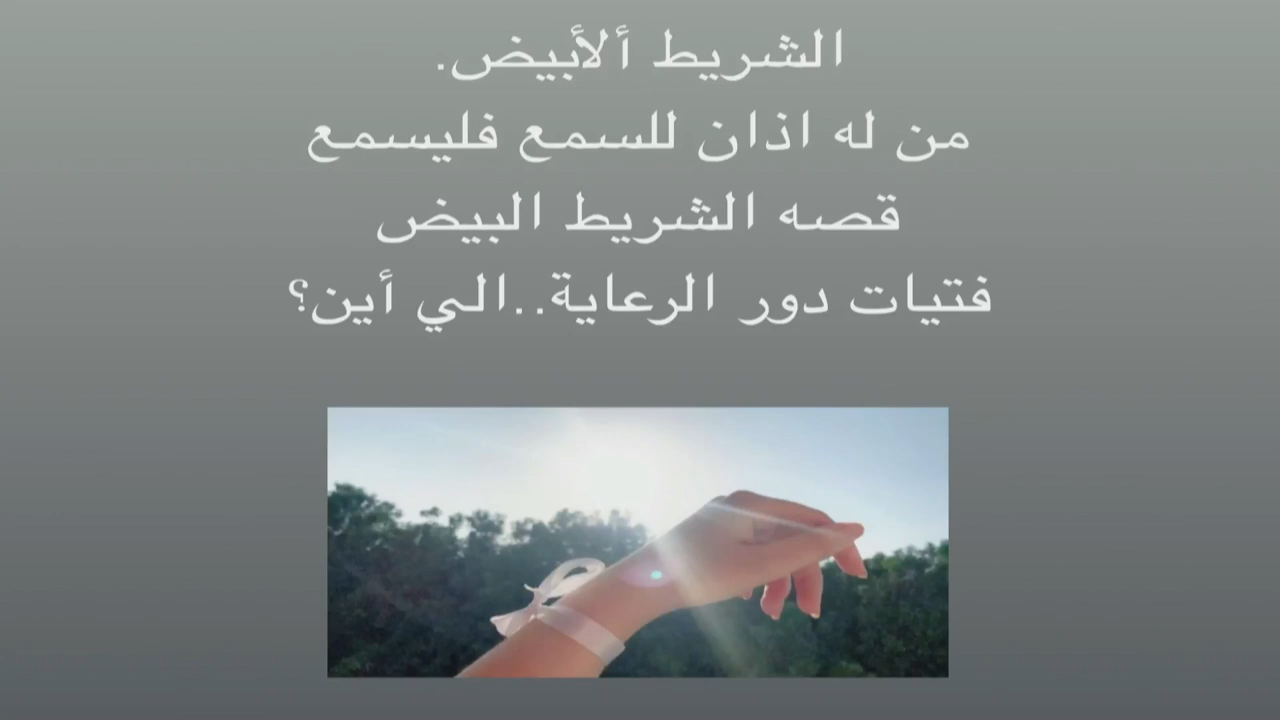 الشريط ألأبيض.
من له اذان للسمع فليسمع
قصه الشريط البيض
فتيات دور الرعاية..الي أين؟